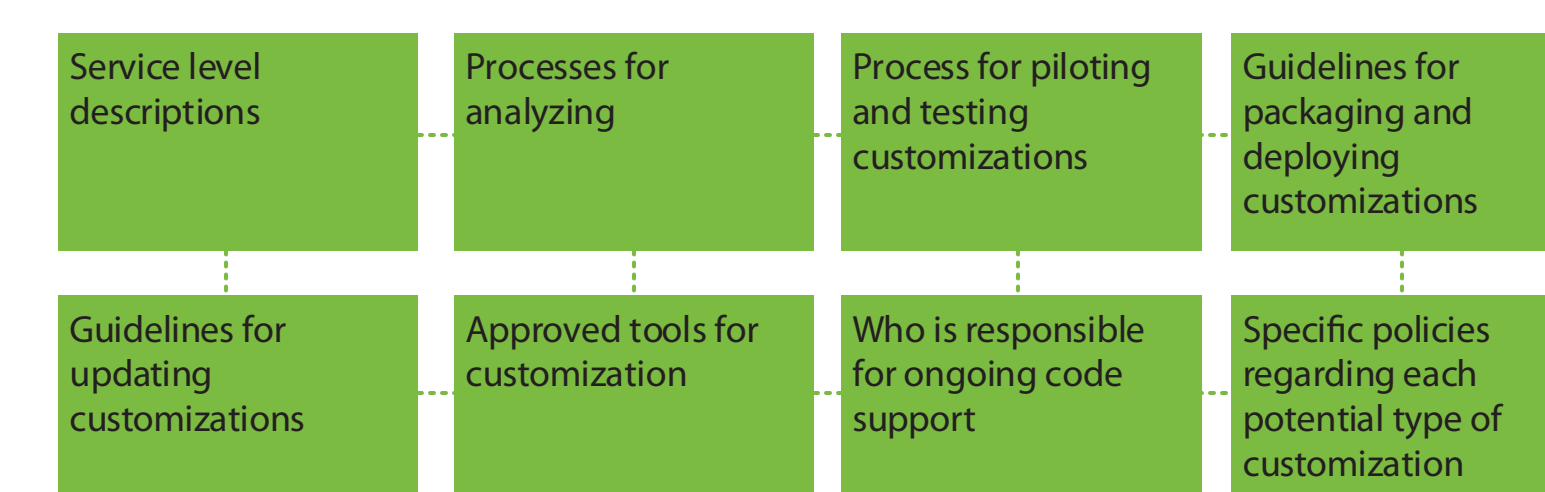 Service level
descriptions
Processes for
analyzing
Process for piloting
and testing
customizations
Guidelines for
packaging and
deploying
customizations
Guidelines for
updating
customizations
Approved tools for
customization
Who is responsible
for ongoing code
support
Specific policies
regarding each
potential type of
customization